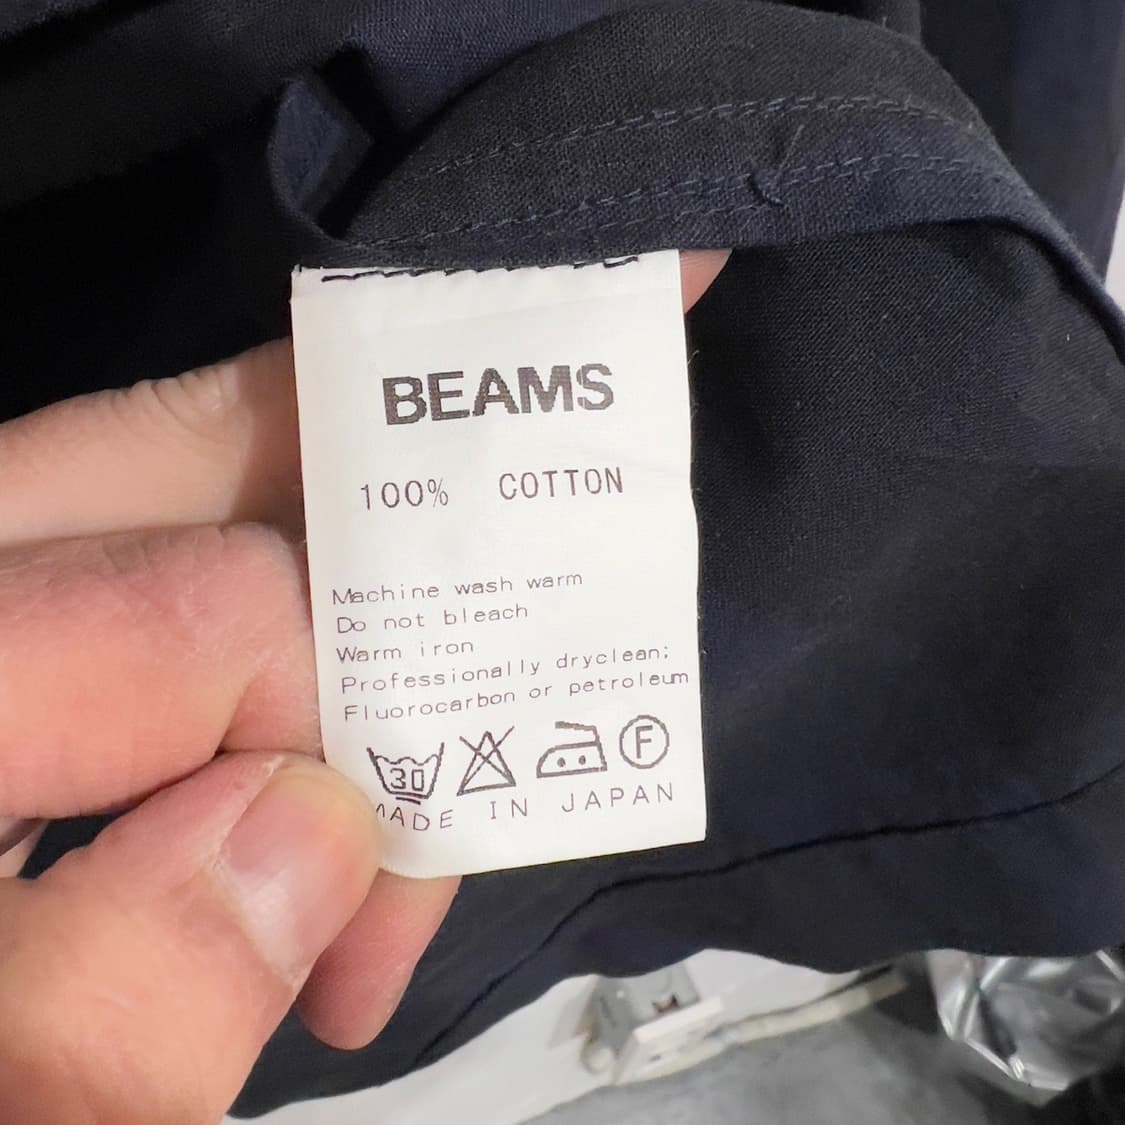 BEAMS
100% COTTON
Machine wash warm
Do not bleach
Warm iron
Professionally dryclean;
Fluorocarbon or petroleum
30 F
MADE IN JAPAN